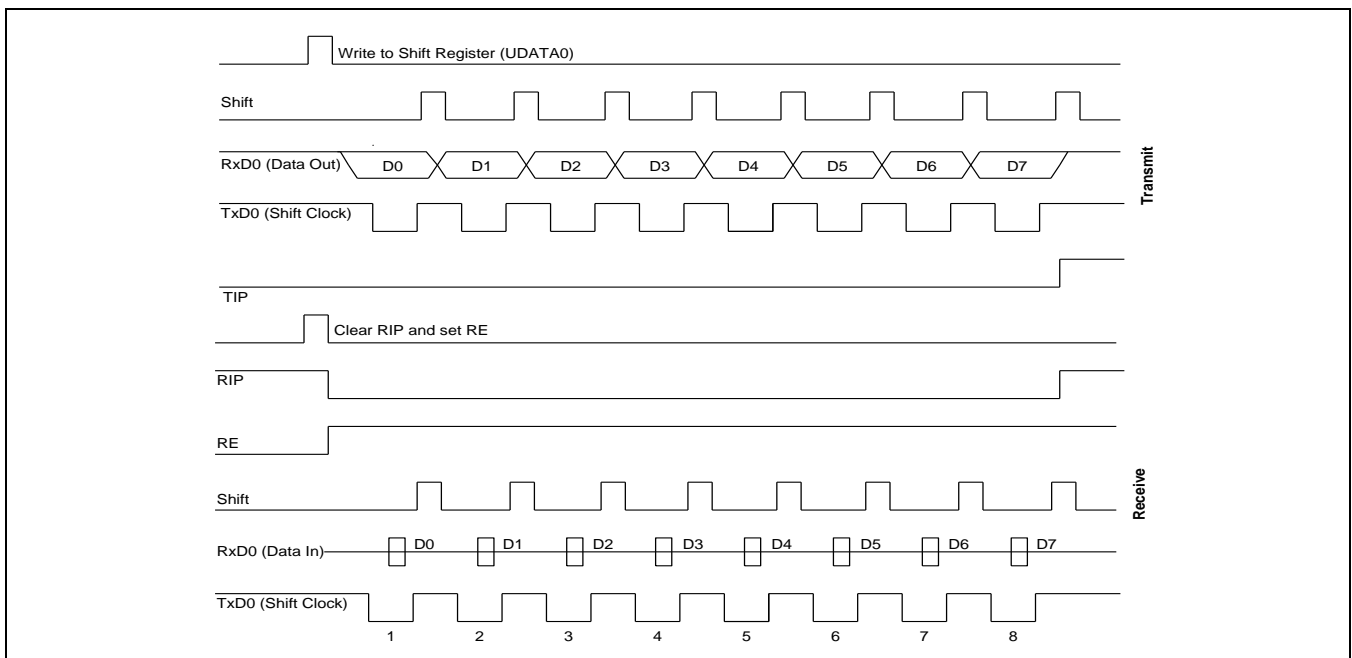 Write to Shift Register (UDATA0)
Shift
RxD0 (Data Out)
D0 D1 D2 D3 D4 D5 D6 D7
TxD0 (Shift Clock)
TIP
Transmit
Clear RIP and set RE
RIP
RE
Shift
RxD0 (Data In)
D0 D1 D2 D3 D4 D5 D6 D7
TxD0 (Shift Clock)
1 2 3 4 5 6 7 8
Receive